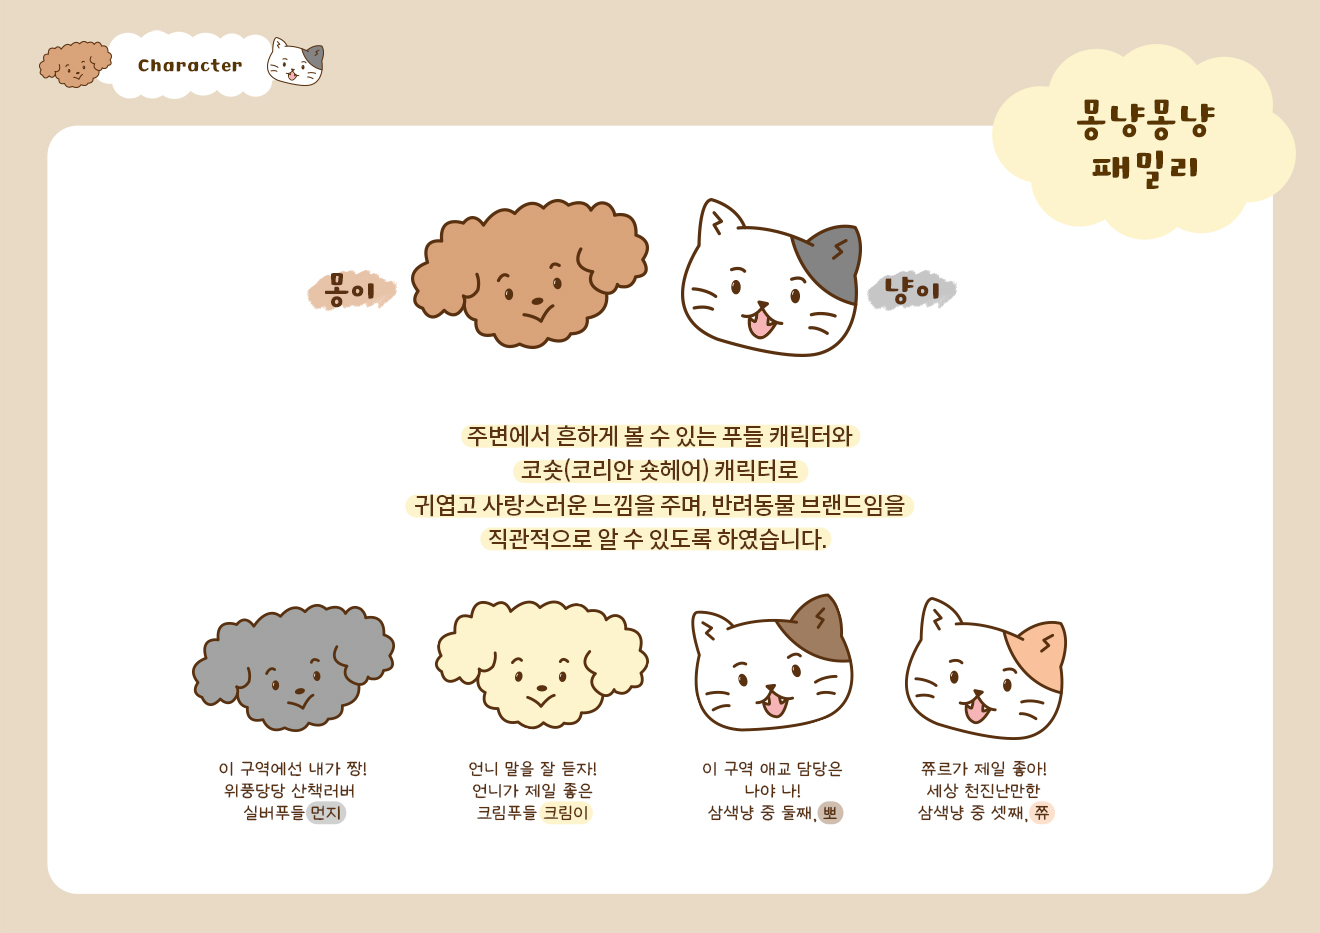 Character
몽냥몽냥
패밀리
몽이
냥이
주변에서 흔하게 볼 수 있는 푸들 캐릭터와
코숏(코리안 숏헤어) 캐릭터로
귀엽고 사랑스러운 느낌을 주며, 반려동물 브랜드임을
직관적으로 알 수 있도록 하였습니다.
이 구역에선 내가 짱!
위풍당당 산책러버
실버푸들 먼지
언니 말을 잘 듣자!
언니가 제일 좋은
크림푸들 크림이
이 구역 애교 담당은
나야 나!
삼색냥 중 둘째, 뽀
쮸르가 제일 좋아!
세상 천진난만한
삼색냥 중 셋째, 쮸